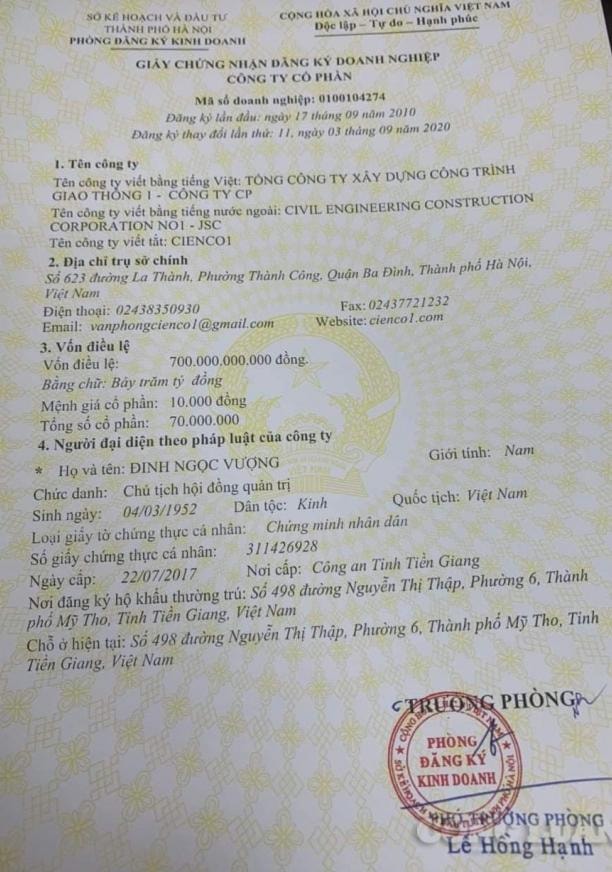 SỞ KẾ HOẠCH VÀ ĐẦU TƯ
THÀNH PHỐ HÀ NỘI
PHÒNG ĐĂNG KÝ KINH DOANH
CỘNG HÒA XÃ HỘI CHỦ NGHĨA VIỆT NAM
Độc lập – Tự do – Hạnh phúc
GIẤY CHỨNG NHẬN ĐĂNG KÝ DOANH NGHIỆP
CÔNG TY CỔ PHẦN
Mã số doanh nghiệp: 0100104274
Đăng ký lần đầu: ngày 17 tháng 09 năm 2010
Đăng ký thay đổi lần thứ: 11, ngày 03 tháng 09 năm 2020
1. Tên công ty
Tên công ty viết bằng tiếng Việt: TỔNG CÔNG TY XÂY DỰNG CÔNG TRÌNH
GIAO THÔNG 1 - CÔNG TY CP
Tên công ty viết bằng tiếng nước ngoài: CIVIL ENGINEERING CONSTRUCTION
CORPORATION NO1 - JSC
Tên công ty viết tắt: CIENCO1
2. Địa chỉ trụ sở chính
Số 623 đường La Thành, Phường Thành Công, Quận Ba Đình, Thành phố Hà Nội,
Việt Nam
Điện thoại: 02438350930 Fax: 02437721232
Email: vanphongcienco1@gmail.com Website: cienco1.com
3. Vốn điều lệ
Vốn điều lệ: 700.000.000.000 đồng.
Bằng chữ: Bảy trăm tỷ đồng
Mệnh giá cổ phần: 10.000 đồng
Tổng số cổ phần: 70.000.000
4. Người đại diện theo pháp luật của công ty
* Họ và tên: ĐINH NGỌC VƯỢNG Giới tính: Nam
Chức danh: Chủ tịch hội đồng quản trị
Sinh ngày: 04/03/1952 Dân tộc: Kinh Quốc tịch: Việt Nam
Loại giấy tờ chứng thực cá nhân: Chứng minh nhân dân
Số giấy chứng thực cá nhân: 311426928
Ngày cấp: 22/07/2017 Nơi cấp: Công an Tỉnh Tiền Giang
Nơi đăng ký hộ khẩu thường trú: Số 498 đường Nguyễn Thị Thập, Phường 6, Thành
phố Mỹ Tho, Tỉnh Tiền Giang, Việt Nam
Chỗ ở hiện tại: Số 498 đường Nguyễn Thị Thập, Phường 6, Thành phố Mỹ Tho, Tỉnh
Tiền Giang, Việt Nam
TRƯỞNG PHÒNG
PHÒNG
ĐĂNG KÝ
KINH DOANH
PHÓ TRƯỞNG PHÒNG
Lê Hồng Hạnh